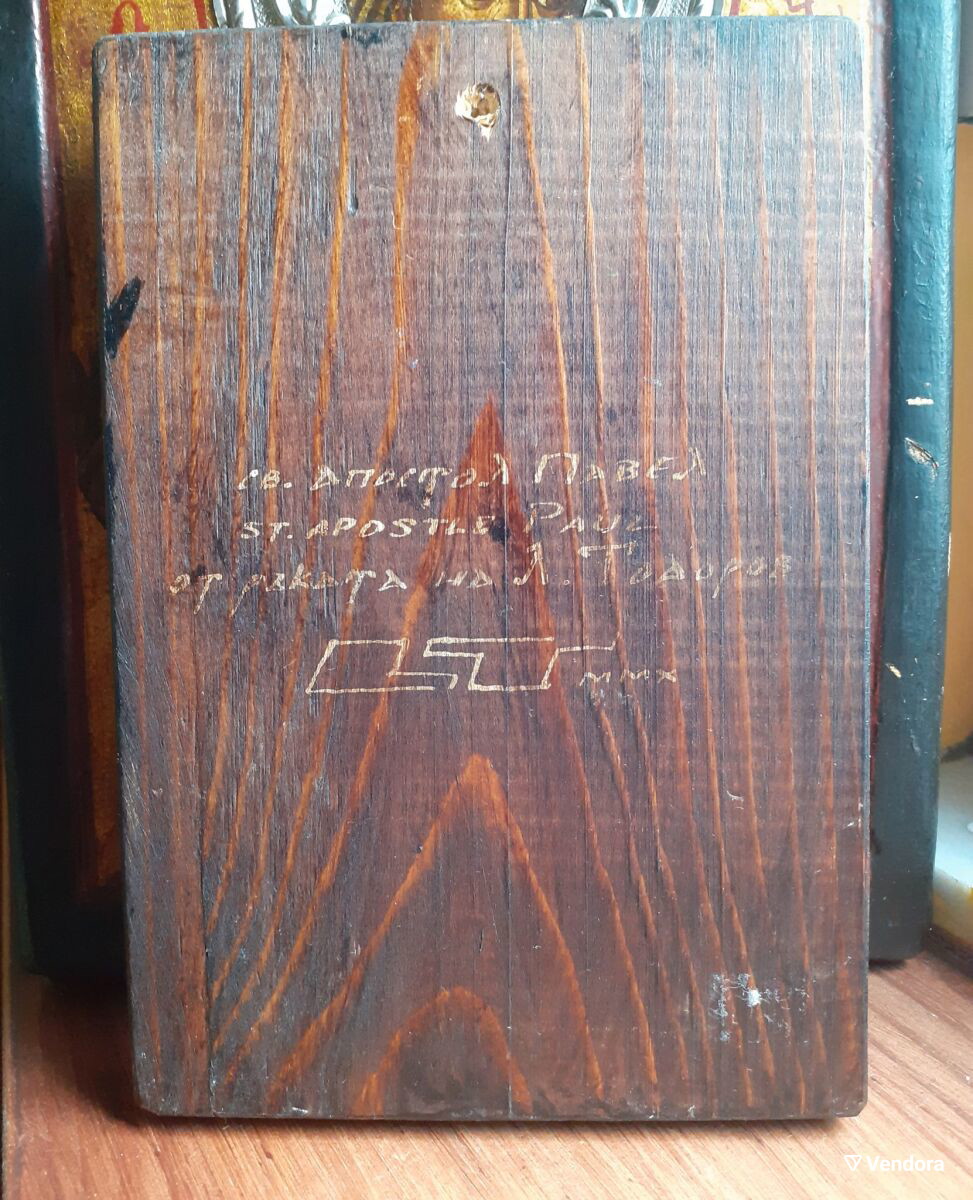 св. апостол Павел
ST. APOSTLE PAUL
от ръката на Л. Тодоров
MMX
Vendora